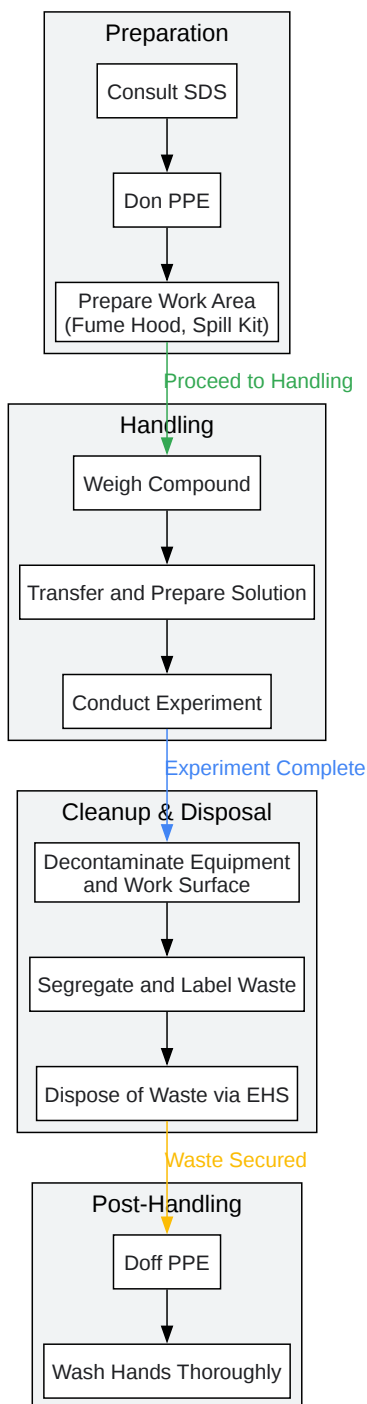 Preparation
Consult SDS
Don PPE
Prepare Work Area
(Fume Hood, Spill Kit)
Proceed to Handling
Handling
Weigh Compound
Transfer and Prepare Solution
Conduct Experiment
Experiment Complete
Cleanup & Disposal
Decontaminate Equipment
and Work Surface
Segregate and Label Waste
Dispose of Waste via EHS
Waste Secured
Post-Handling
Doff PPE
Wash Hands Thoroughly